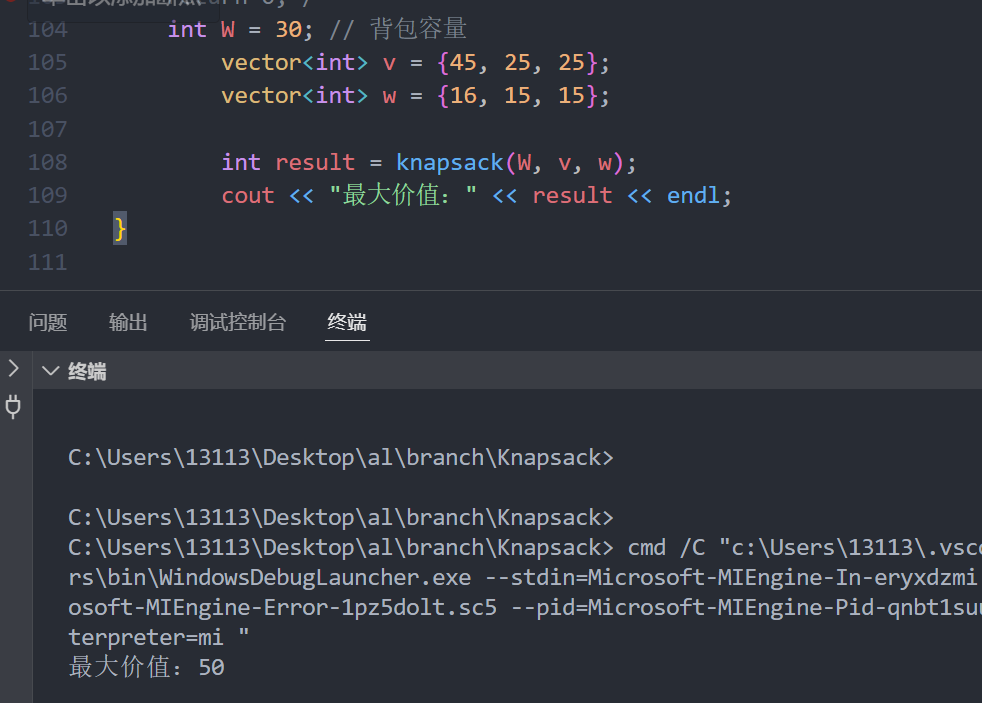 104 int W = 30; // 背包容量
105 vector<int> v = {45, 25, 25};
106 vector<int> w = {16, 15, 15};
107
108 int result = knapsack(W, v, w);
109 cout << "最大价值：" << result << endl;
110 }
111
问题 输出 调试控制台 终端
终端
C:\Users\13113\Desktop\al\branch\Knapsack>
C:\Users\13113\Desktop\al\branch\Knapsack>
C:\Users\13113\Desktop\al\branch\Knapsack> cmd /C "c:\Users\13113\.vsc
rs\bin\WindowsDebugLauncher.exe --stdin=Microsoft-MIEngine-In-eryxdzmi
osoft-MIEngine-Error-1pz5dolt.sc5 --pid=Microsoft-MIEngine-Pid-qnbt1su
terpreter=mi "
最大价值：50